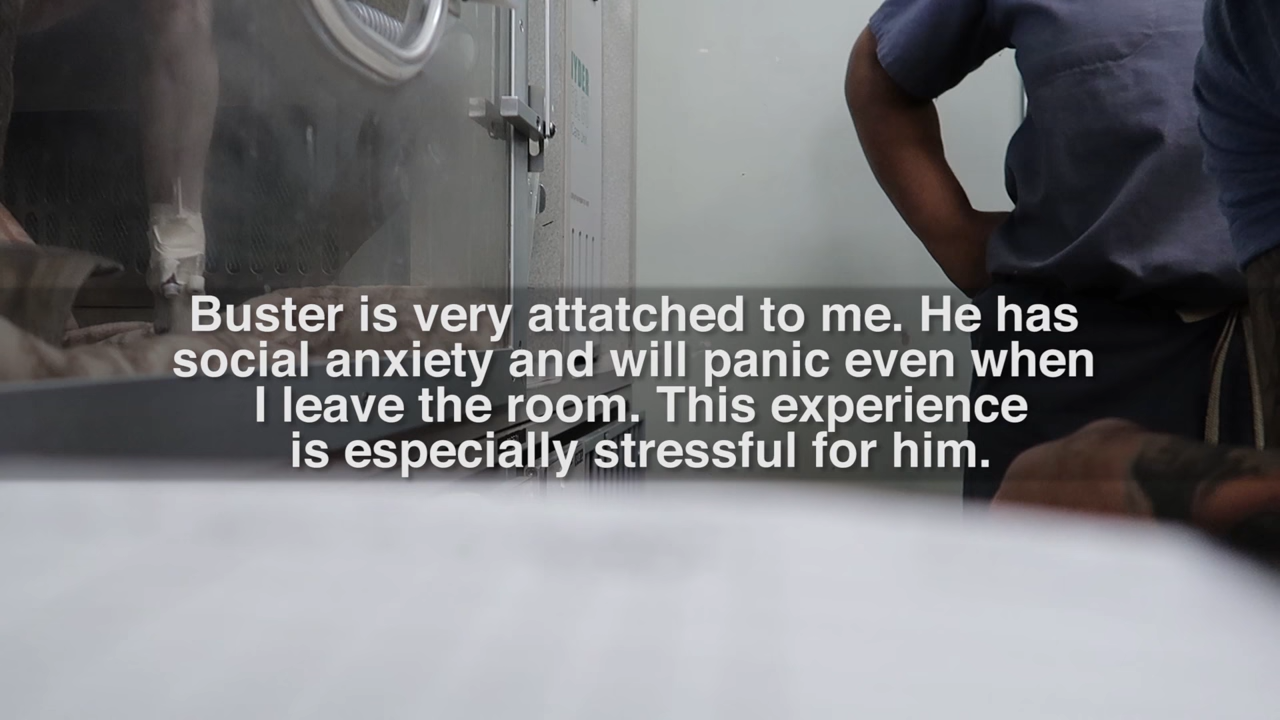 Buster is very attatched to me. He has
social anxiety and will panic even when
I leave the room. This experience
is especially stressful for him.